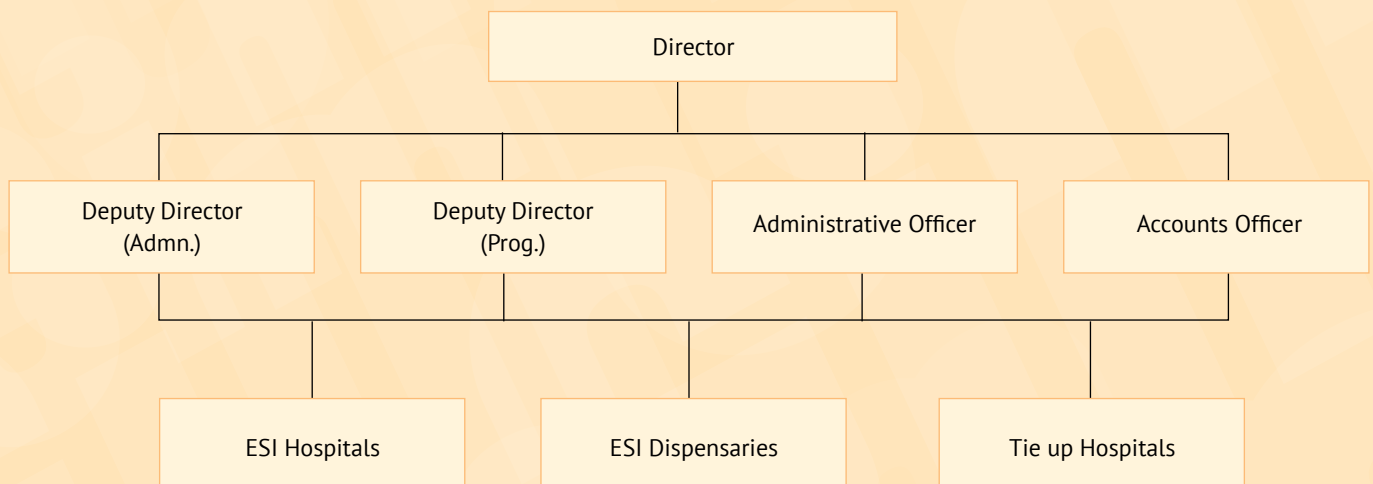 Director
Deputy Director
(Admn.)
Deputy Director
(Prog.)
Administrative Officer
Accounts Officer
ESI Hospitals
ESI Dispensaries
Tie up Hospitals